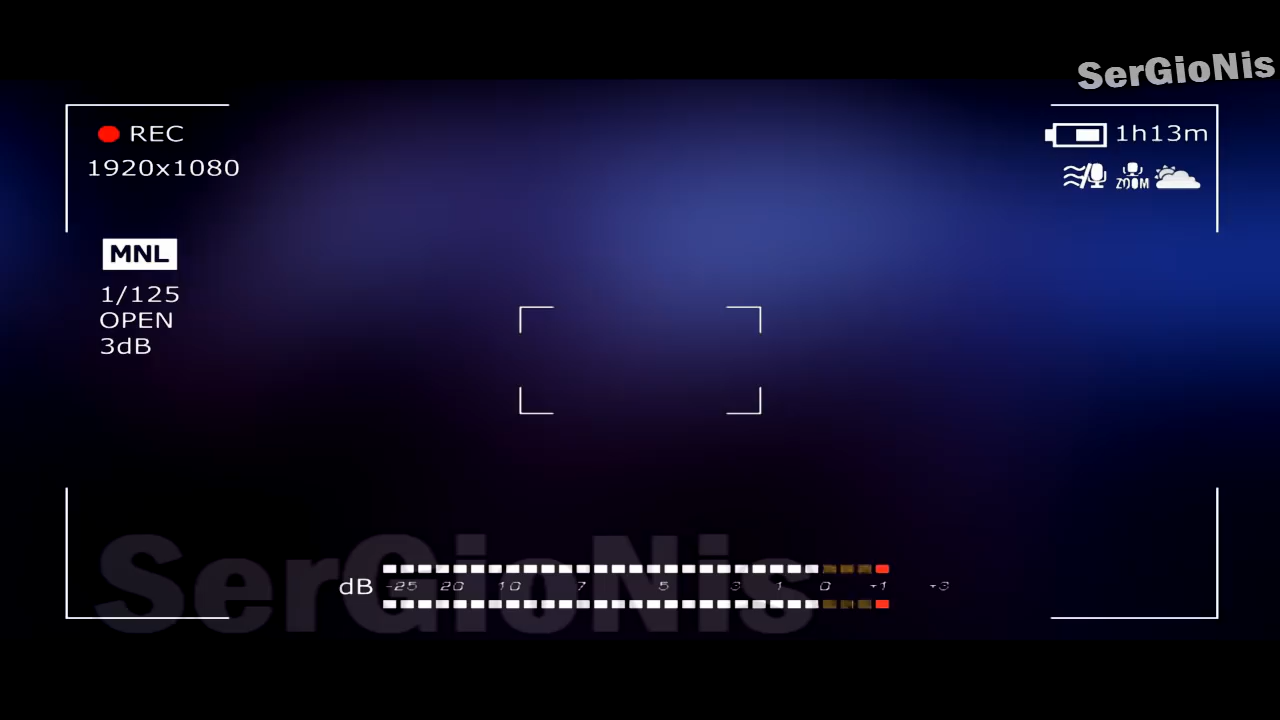 SerGioNis
REC
1920x1080
1h13m
ZOOM
MNL
1/125
OPEN
3dB
SerGioNis
dB -25 20 10 7 5 3 1 0 +1 +3